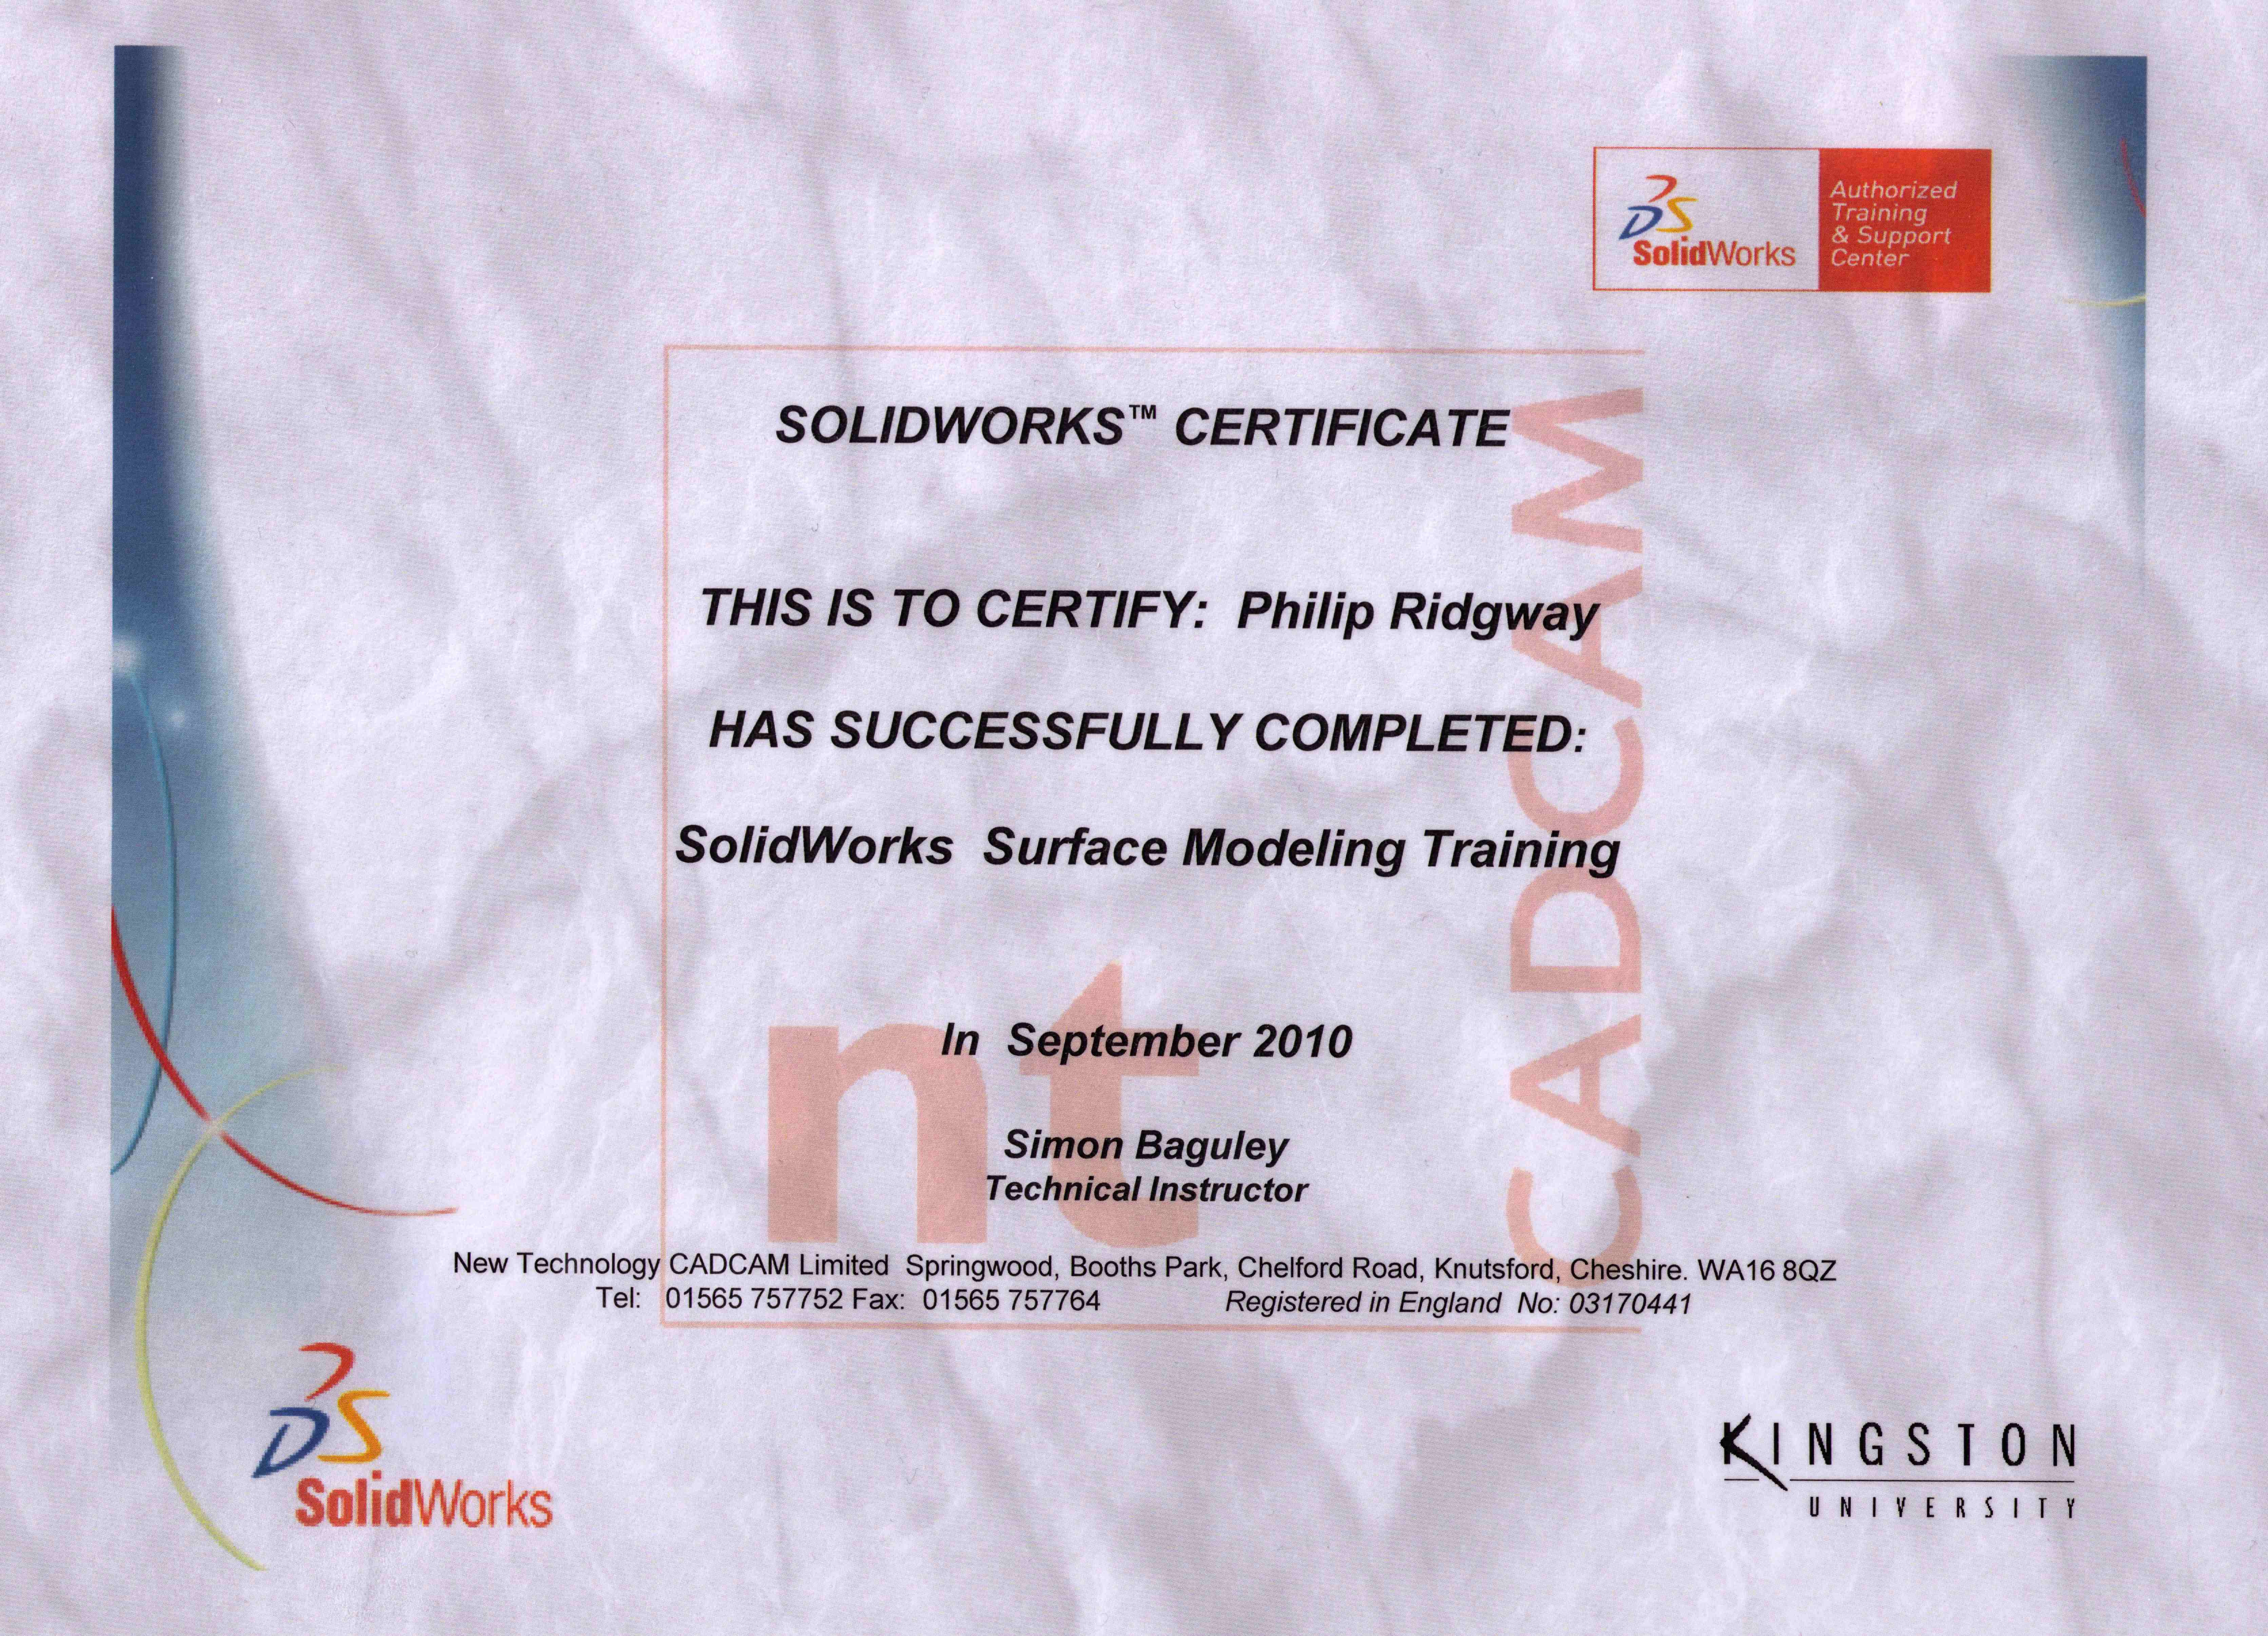 DS
SolidWorks
Authorized
Training
& Support
Center
SOLIDWORKS™ CERTIFICATE
THIS IS TO CERTIFY: Philip Ridgway
HAS SUCCESSFULLY COMPLETED:
SolidWorks Surface Modeling Training
In September 2010
Simon Baguley
Technical Instructor
nt
CADCAM
New Technology CADCAM Limited Springwood, Booths Park, Chelford Road, Knutsford, Cheshire. WA16 8QZ
Tel: 01565 757752 Fax: 01565 757764 Registered in England No: 03170441
DS
SolidWorks
KINGSTON
UNIVERSITY